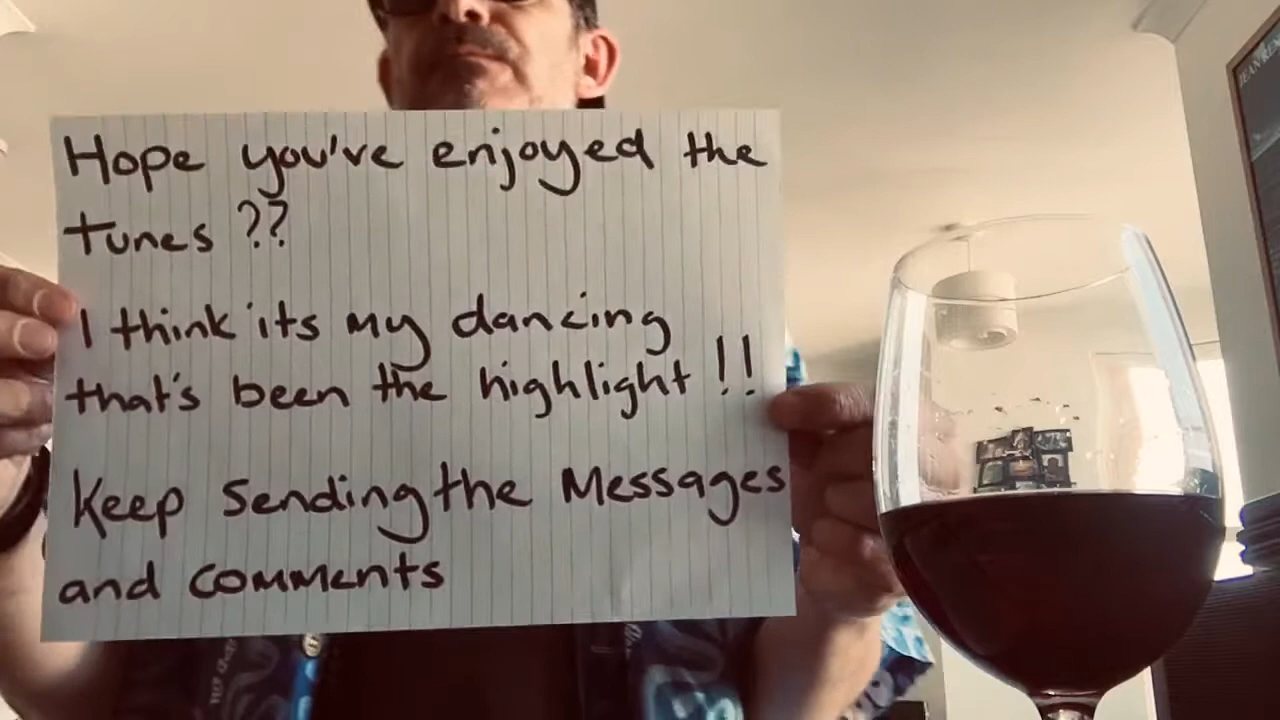 Hope you've enjoyed the
tunes ??
I think its my dancing
that's been the highlight !!
Keep sending the Messages
and comments